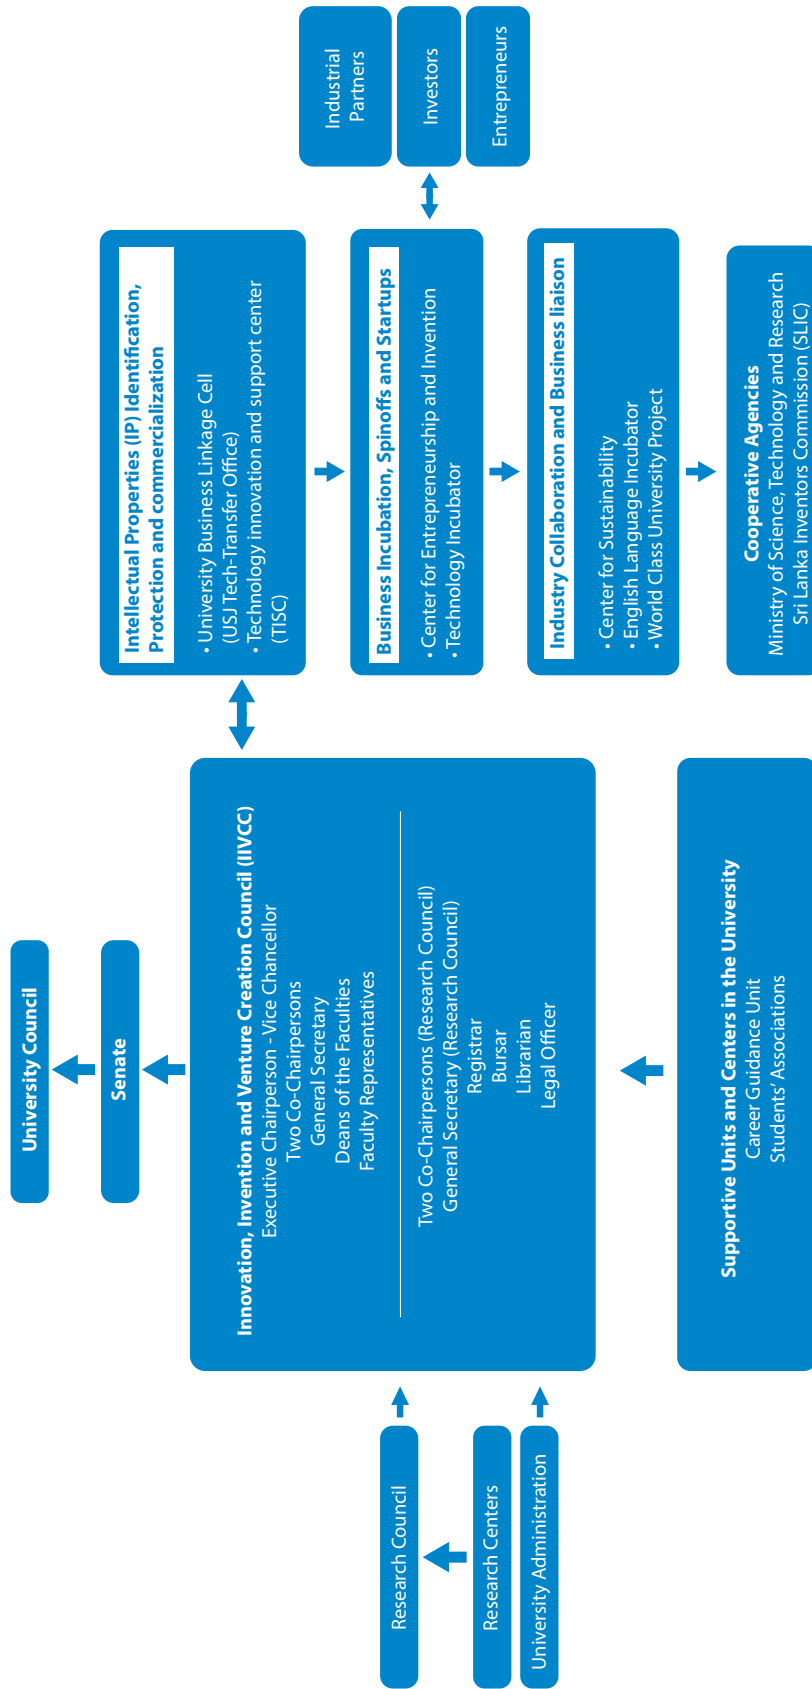 University Council
Senate
Research Council
Research Centers
University Administration
Innovation, Invention and Venture Creation Council (IIVCC)
Executive Chairperson - Vice Chancellor
Two Co-Chairpersons
General Secretary
Deans of the Faculties
Faculty Representatives
Two Co-Chairpersons (Research Council)
General Secretary (Research Council)
Registrar
Bursar
Librarian
Legal Officer
Supportive Units and Centers in the University
Career Guidance Unit
Students' Associations
Intellectual Properties (IP) Identification,
Protection and commercialization
• University Business Linkage Cell
(USJ Tech-Transfer Office)
• Technology innovation and support center
(TISC)
Business Incubation, Spinoffs and Startups
• Center for Entrepreneurship and Invention
• Technology Incubator
Industry Collaboration and Business liaison
• Center for Sustainability
• English Language Incubator
• World Class University Project
Cooperative Agencies
Ministry of Science, Technology and Research
Sri Lanka Inventors Commission (SLIC)
Industrial
Partners
Investors
Entrepreneurs